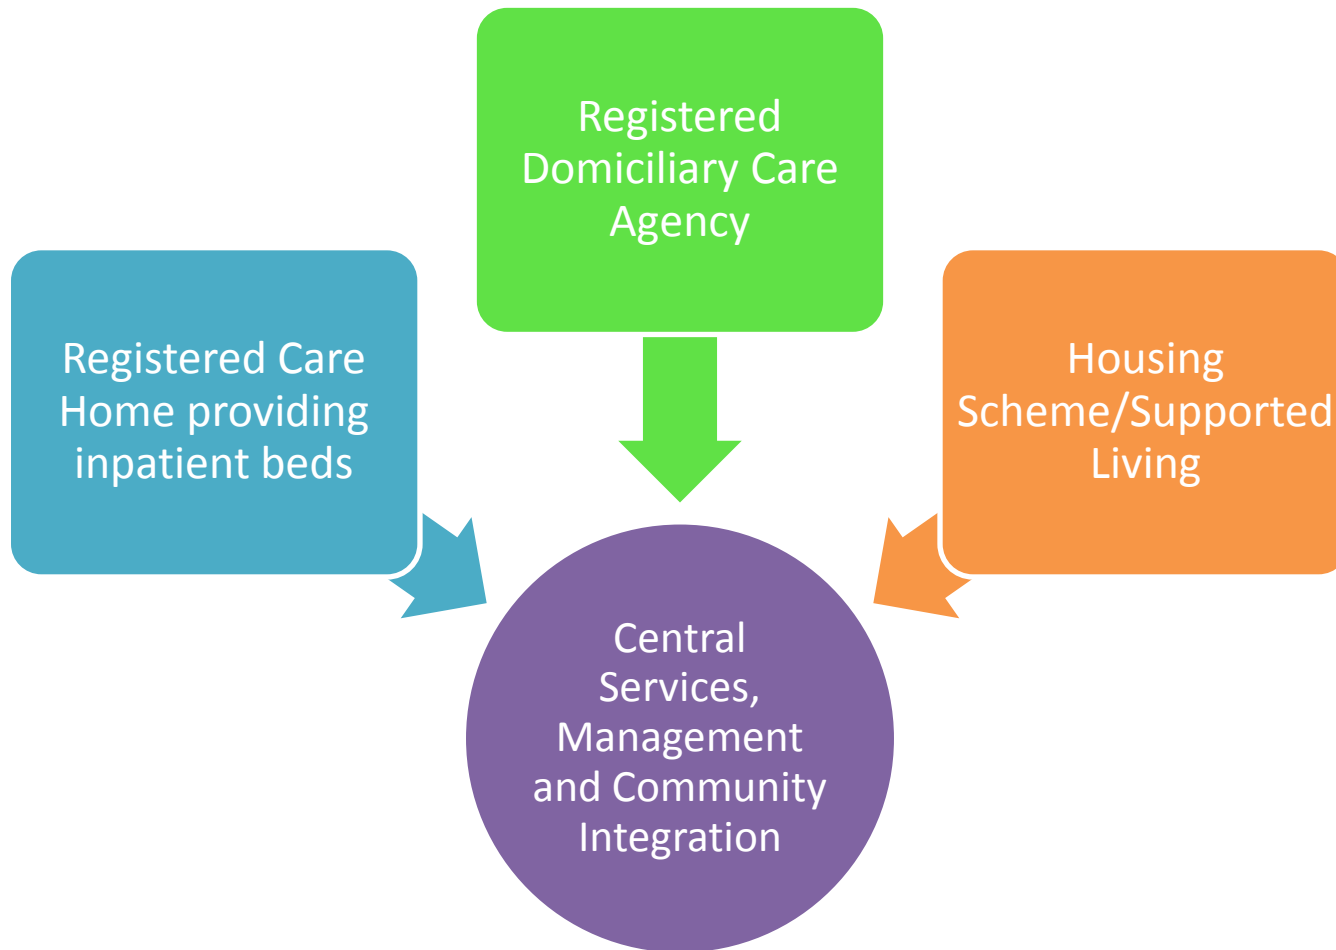 Registered
Domiciliary Care
Agency
Registered Care
Home providing
inpatient beds
Housing
Scheme/Supported
Living
Central
Services,
Management
and Community
Integration